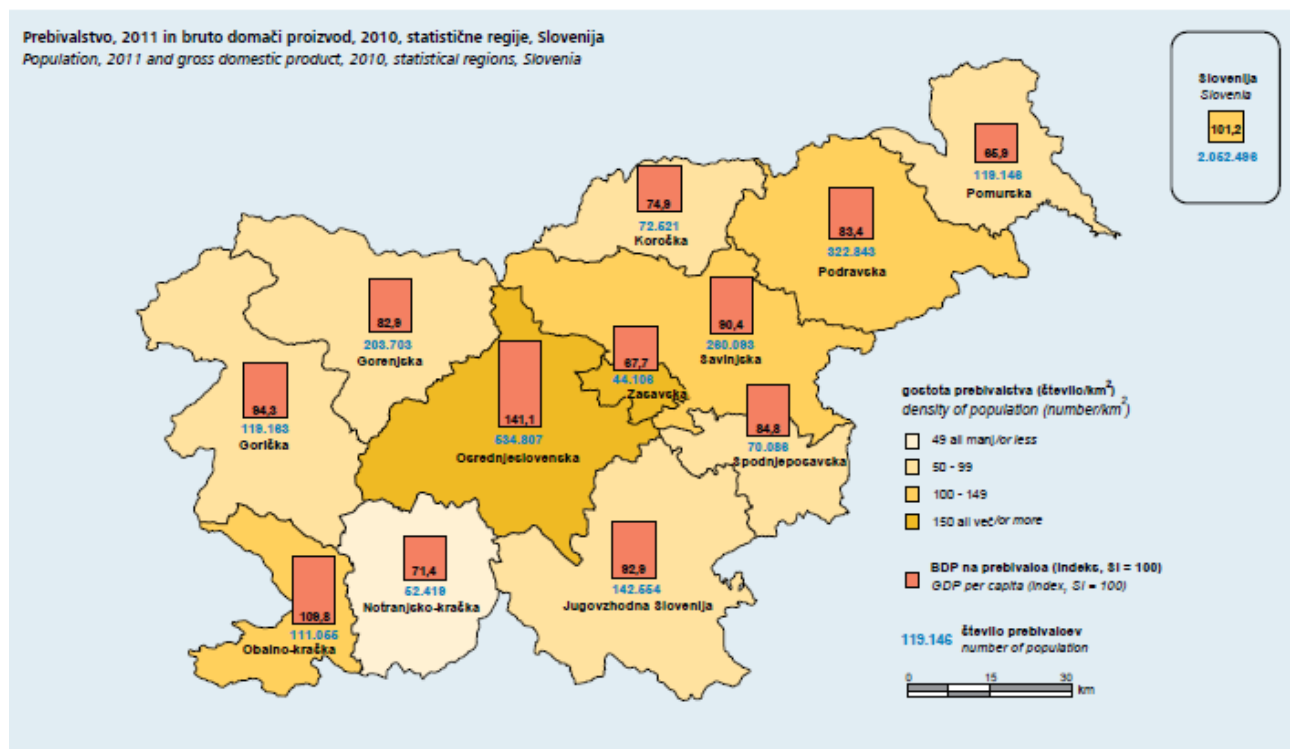 Prebivalstvo, 2011 in bruto domači proizvod, 2010, statistične regije, Slovenija
Population, 2011 and gross domestic product, 2010, statistical regions, Slovenia
Slovenija
Slovenia
101,2
2.052.496
65,9
119.146
Pomurska
74,9
72.521
Koroška
83,4
322.843
Podravska
82,9
203.703
Gorenjska
90,4
260.093
Savinjska
67,7
44.106
Zasavska
94,3
119.163
Goriška
141,1
534.807
Osrednjeslovenska
84,8
70.086
Spodnjeposavska
71,4
52.419
Notranjsko-kraška
92,9
142.554
Jugovzhodna Slovenija
109,8
111.055
Obalno-kraška
gostota prebivalstva (število/km²)
density of population (number/km²)
49 ali manj/or less
50 - 99
100 - 149
150 ali več/or more
BDP na prebivalca (indeks, SI = 100)
GDP per capita (index, SI = 100)
119.146 število prebivalcev
number of population
0 15 30
km